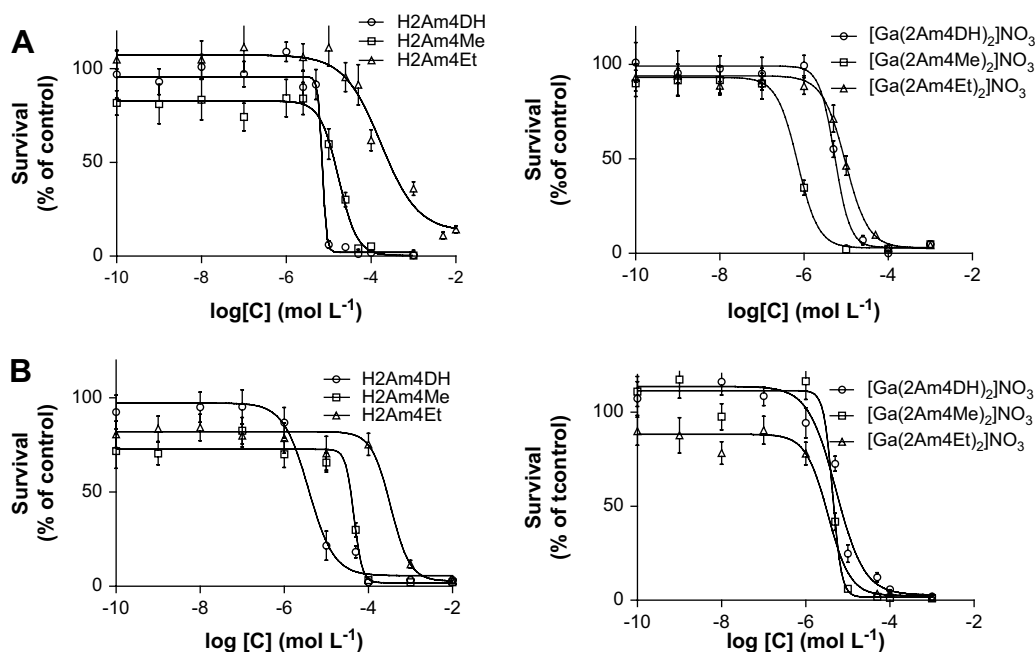 A
H2Am4DH
H2Am4Me
H2Am4Et
Survival
(% of control)
100
50
0
-10
-8
-6
-4
-2
log[C] (mol L⁻¹)
[Ga(2Am4DH)₂]NO₃
[Ga(2Am4Me)₂]NO₃
[Ga(2Am4Et)₂]NO₃
Survival
(%of control)
100
50
0
-10
-8
-6
-4
-2
log[C] (mol L⁻¹)
B
H2Am4DH
H2Am4Me
H2Am4Et
Survival
(% of control)
100
50
0
-10
-8
-6
-4
-2
log [C] (mol L⁻¹)
[Ga(2Am4DH)₂]NO₃
[Ga(2Am4Me)₂]NO₃
[Ga(2Am4Et)₂]NO₃
Survival
(% of tcontrol)
100
50
0
-10
-8
-6
-4
-2
log [C] (mol L⁻¹)